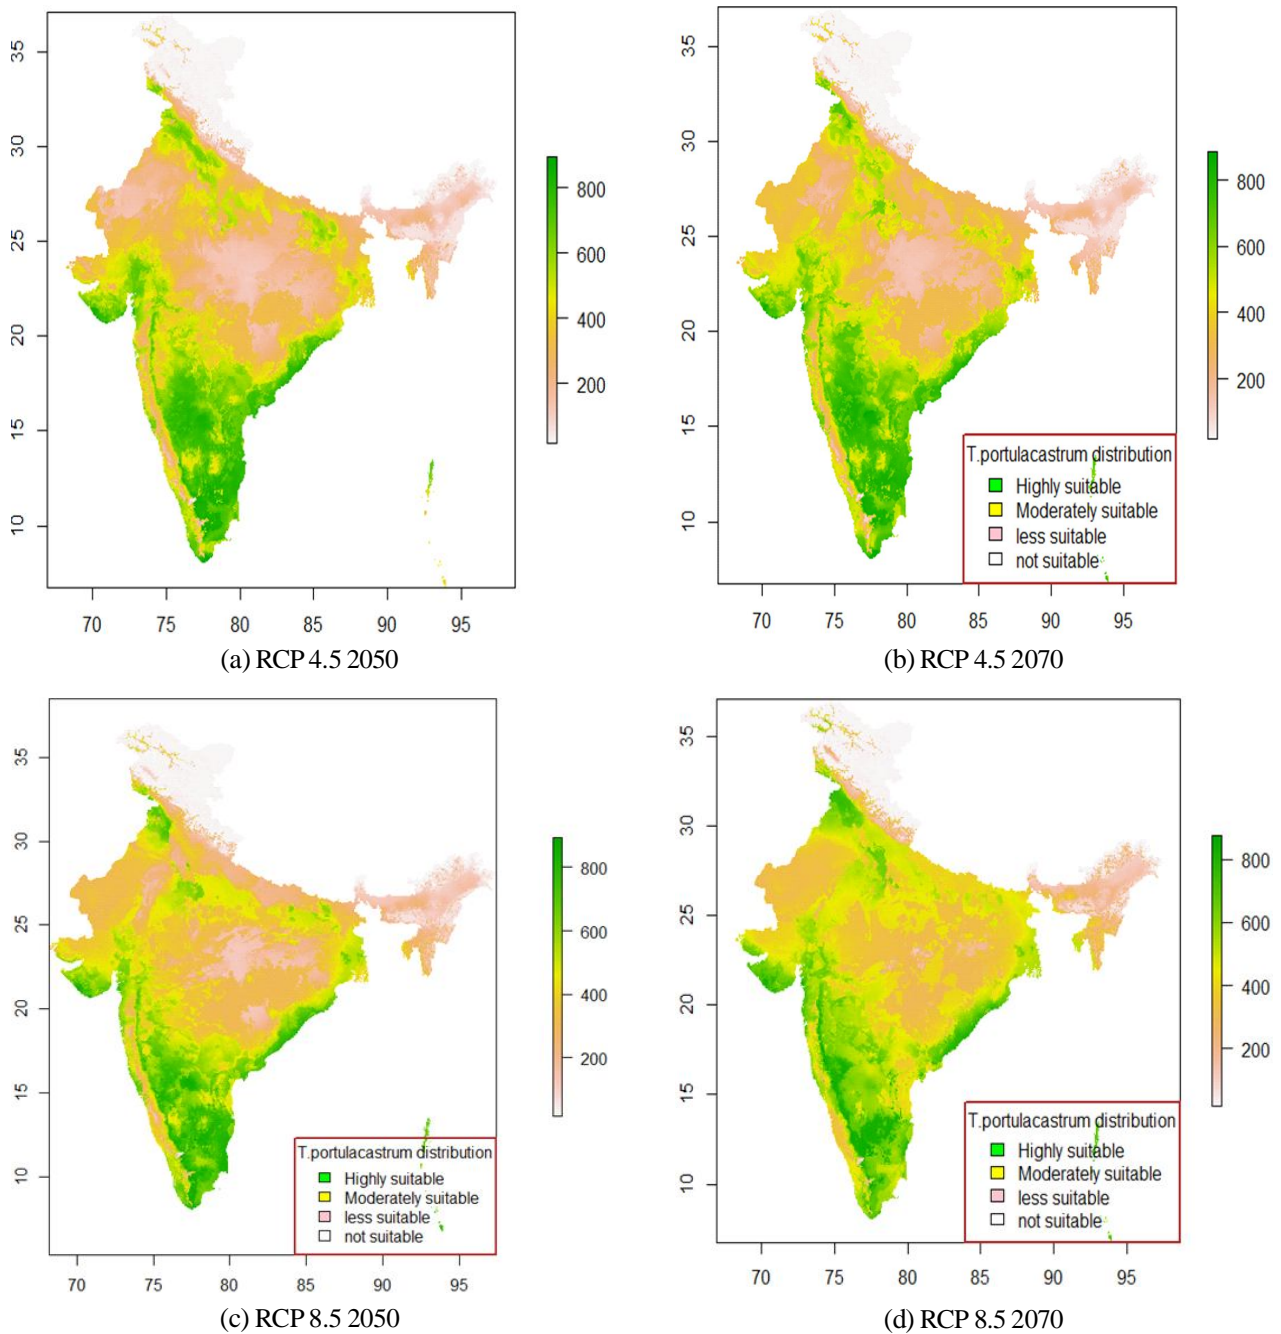 35
30
25
20
15
10
70 75 80 85 90 95
800
600
400
200
(a) RCP 4.5 2050
35
30
25
20
15
10
70 75 80 85 90 95
800
600
400
200
T.portulacastrum distribution
Highly suitable
Moderately suitable
less suitable
not suitable
(b) RCP 4.5 2070
35
30
25
20
15
10
70 75 80 85 90 95
800
600
400
200
T.portulacastrum distribution
Highly suitable
Moderately suitable
less suitable
not suitable
(c) RCP 8.5 2050
35
30
25
20
15
10
70 75 80 85 90 95
800
600
400
200
T.portulacastrum distribution
Highly suitable
Moderately suitable
less suitable
not suitable
(d) RCP 8.5 2070